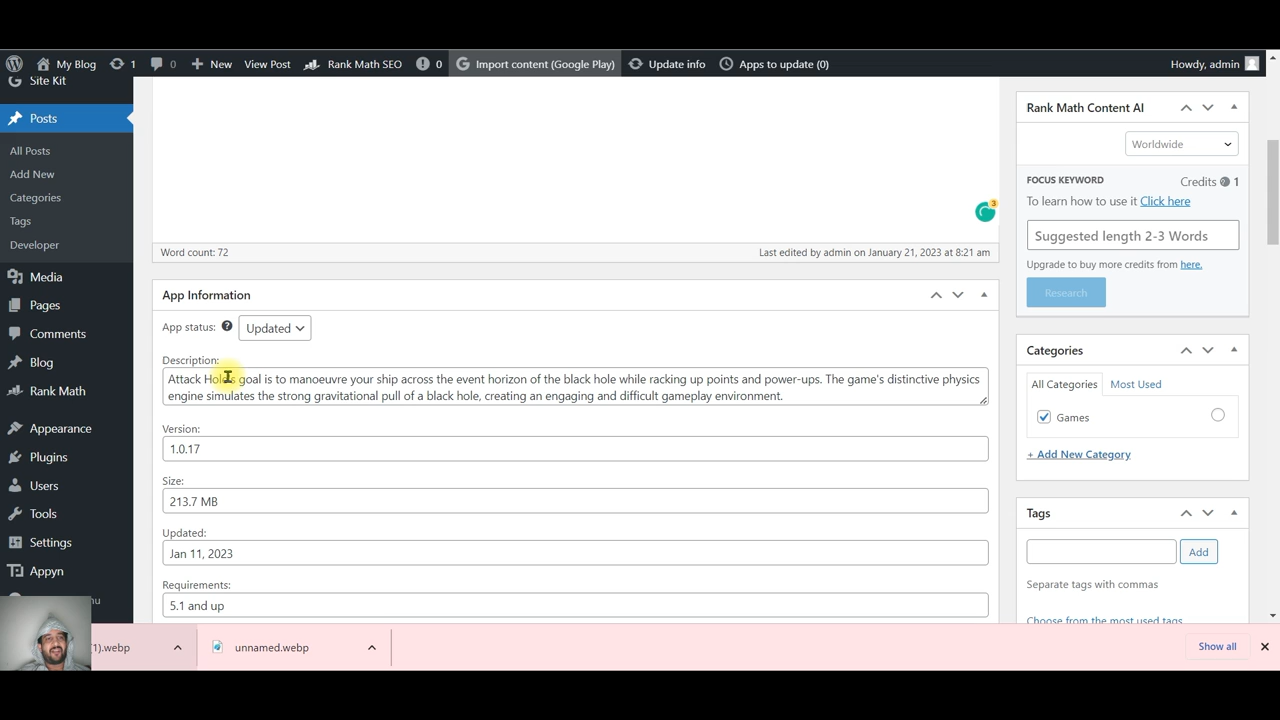 My Blog 1 0 New View Post Rank Math SEO 0 Import content (Google Play) Update info Apps to update (0) Howdy, admin
Site Kit
Posts
All Posts
Add New
Categories
Tags
Developer
Media
Pages
Comments
Blog
Rank Math
Appearance
Plugins
Users
Tools
Settings
Appyn
nu
3
Word count: 72 Last edited by admin on January 21, 2023 at 8:21 am
App Information
App status: ? Updated
Description:
Attack Hole's goal is to manoeuvre your ship across the event horizon of the black hole while racking up points and power-ups. The game's distinctive physics
engine simulates the strong gravitational pull of a black hole, creating an engaging and difficult gameplay environment.
Version:
1.0.17
Size:
213.7 MB
Updated:
Jan 11, 2023
Requirements:
5.1 and up
Rank Math Content AI
Worldwide
FOCUS KEYWORD Credits 1
To learn how to use it Click here
Suggested length 2-3 Words
Upgrade to buy more credits from here.
Research
Categories
All Categories Most Used
Games
+ Add New Category
Tags
Add
Separate tags with commas
Choose from the most used tags
1).webp unnamed.webp Show all